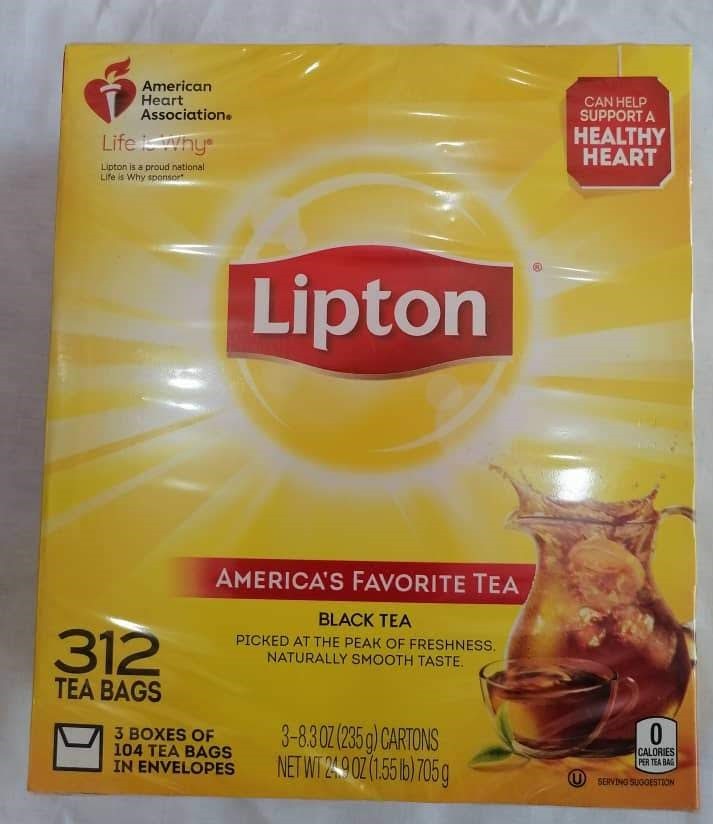 American
Heart
Association®
Life is Why®
Lipton is a proud national
Life is Why sponsor*
CAN HELP
SUPPORT A
HEALTHY
HEART
Lipton®
AMERICA'S FAVORITE TEA
BLACK TEA
PICKED AT THE PEAK OF FRESHNESS.
NATURALLY SMOOTH TASTE.
312
TEA BAGS
3 BOXES OF
104 TEA BAGS
IN ENVELOPES
3–8.3 OZ (235 g) CARTONS
NET WT 24.9 OZ (1.55 lb) 705 g
0
CALORIES
PER TEA BAG
U
SERVING SUGGESTION